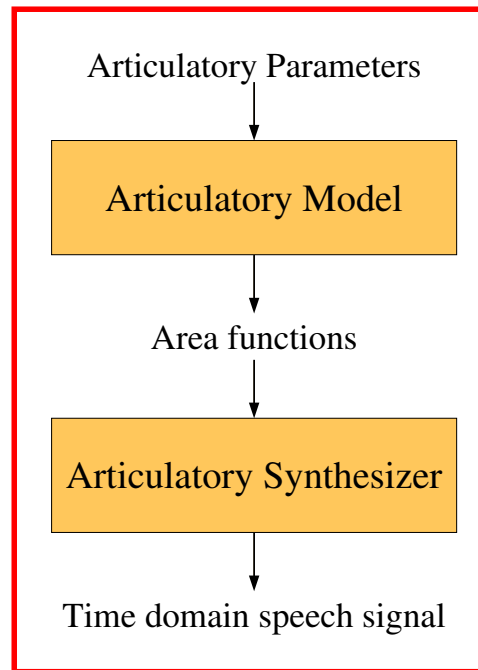 Articulatory Parameters
Articulatory Model
Area functions
Articulatory Synthesizer
Time domain speech signal